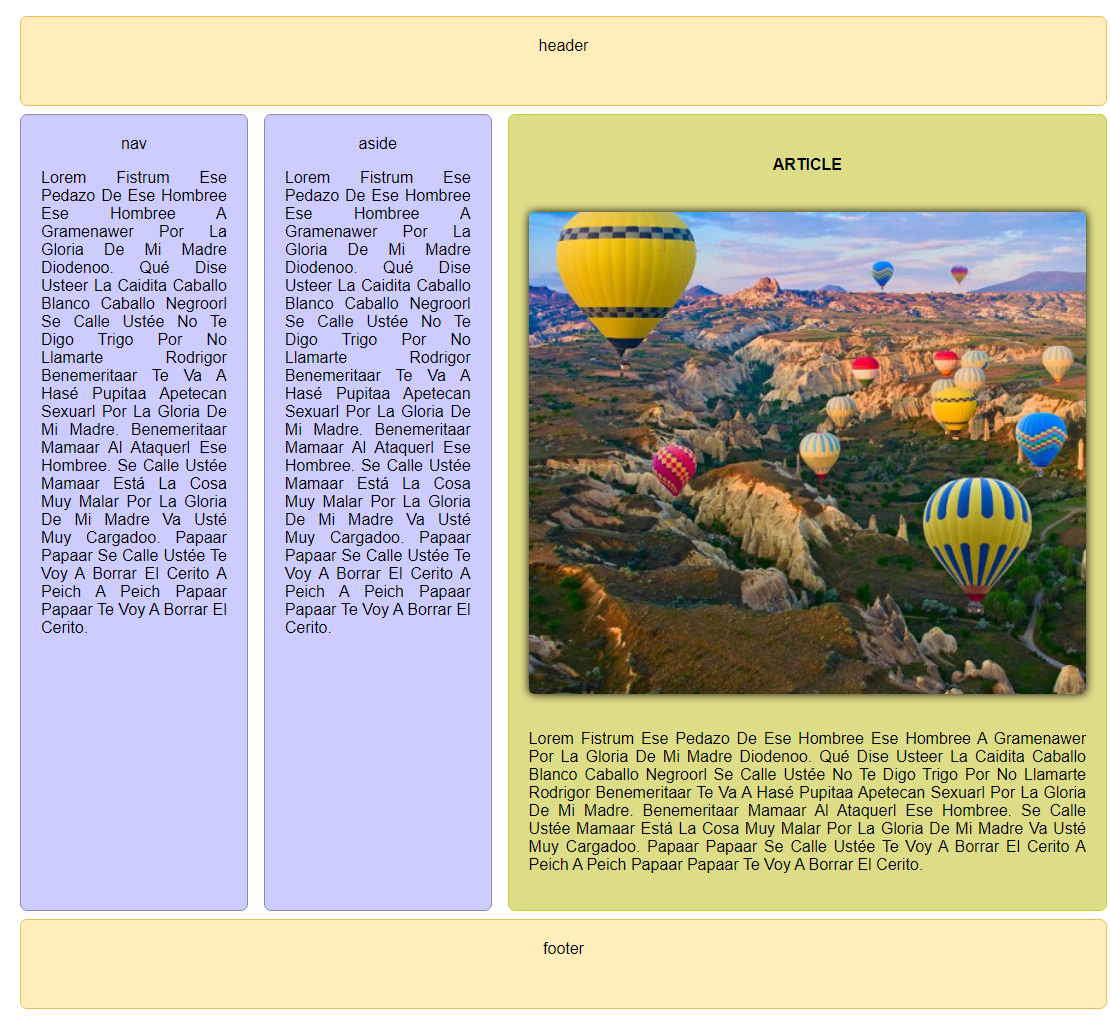 header
nav
Lorem Fistrum Ese
Pedazo De Ese Hombree
Ese Hombree A
Gramenawer Por La
Gloria De Mi Madre
Diodenoo. Qué Dise
Usteer La Caidita Caballo
Blanco Caballo Negroorl
Se Calle Ustée No Te
Digo Trigo Por No
Llamarte Rodrigor
Benemeritaar Te Va A
Hasé Pupitaa Apetecan
Sexuarl Por La Gloria De
Mi Madre. Benemeritaar
Mamaar Al Ataquerl Ese
Hombree. Se Calle Ustée
Mamaar Está La Cosa
Muy Malar Por La Gloria
De Mi Madre Va Usté
Muy Cargadoo. Papaar
Papaar Se Calle Ustée Te
Voy A Borrar El Cerito A
Peich A Peich Papaar
Papaar Te Voy A Borrar El
Cerito.
aside
Lorem Fistrum Ese
Pedazo De Ese Hombree
Ese Hombree A
Gramenawer Por La
Gloria De Mi Madre
Diodenoo. Qué Dise
Usteer La Caidita Caballo
Blanco Caballo Negroorl
Se Calle Ustée No Te
Digo Trigo Por No
Llamarte Rodrigor
Benemeritaar Te Va A
Hasé Pupitaa Apetecan
Sexuarl Por La Gloria De
Mi Madre. Benemeritaar
Mamaar Al Ataquerl Ese
Hombree. Se Calle Ustée
Mamaar Está La Cosa
Muy Malar Por La Gloria
De Mi Madre Va Usté
Muy Cargadoo. Papaar
Papaar Se Calle Ustée Te
Voy A Borrar El Cerito A
Peich A Peich Papaar
Papaar Te Voy A Borrar El
Cerito.
ARTICLE
Lorem Fistrum Ese Pedazo De Ese Hombree Ese Hombree A Gramenawer
Por La Gloria De Mi Madre Diodenoo. Qué Dise Usteer La Caidita Caballo
Blanco Caballo Negroorl Se Calle Ustée No Te Digo Trigo Por No Llamarte
Rodrigor Benemeritaar Te Va A Hasé Pupitaa Apetecan Sexuarl Por La Gloria
De Mi Madre. Benemeritaar Mamaar Al Ataquerl Ese Hombree. Se Calle
Ustée Mamaar Está La Cosa Muy Malar Por La Gloria De Mi Madre Va Usté
Muy Cargadoo. Papaar Papaar Se Calle Ustée Te Voy A Borrar El Cerito A
Peich A Peich Papaar Papaar Te Voy A Borrar El Cerito.
footer